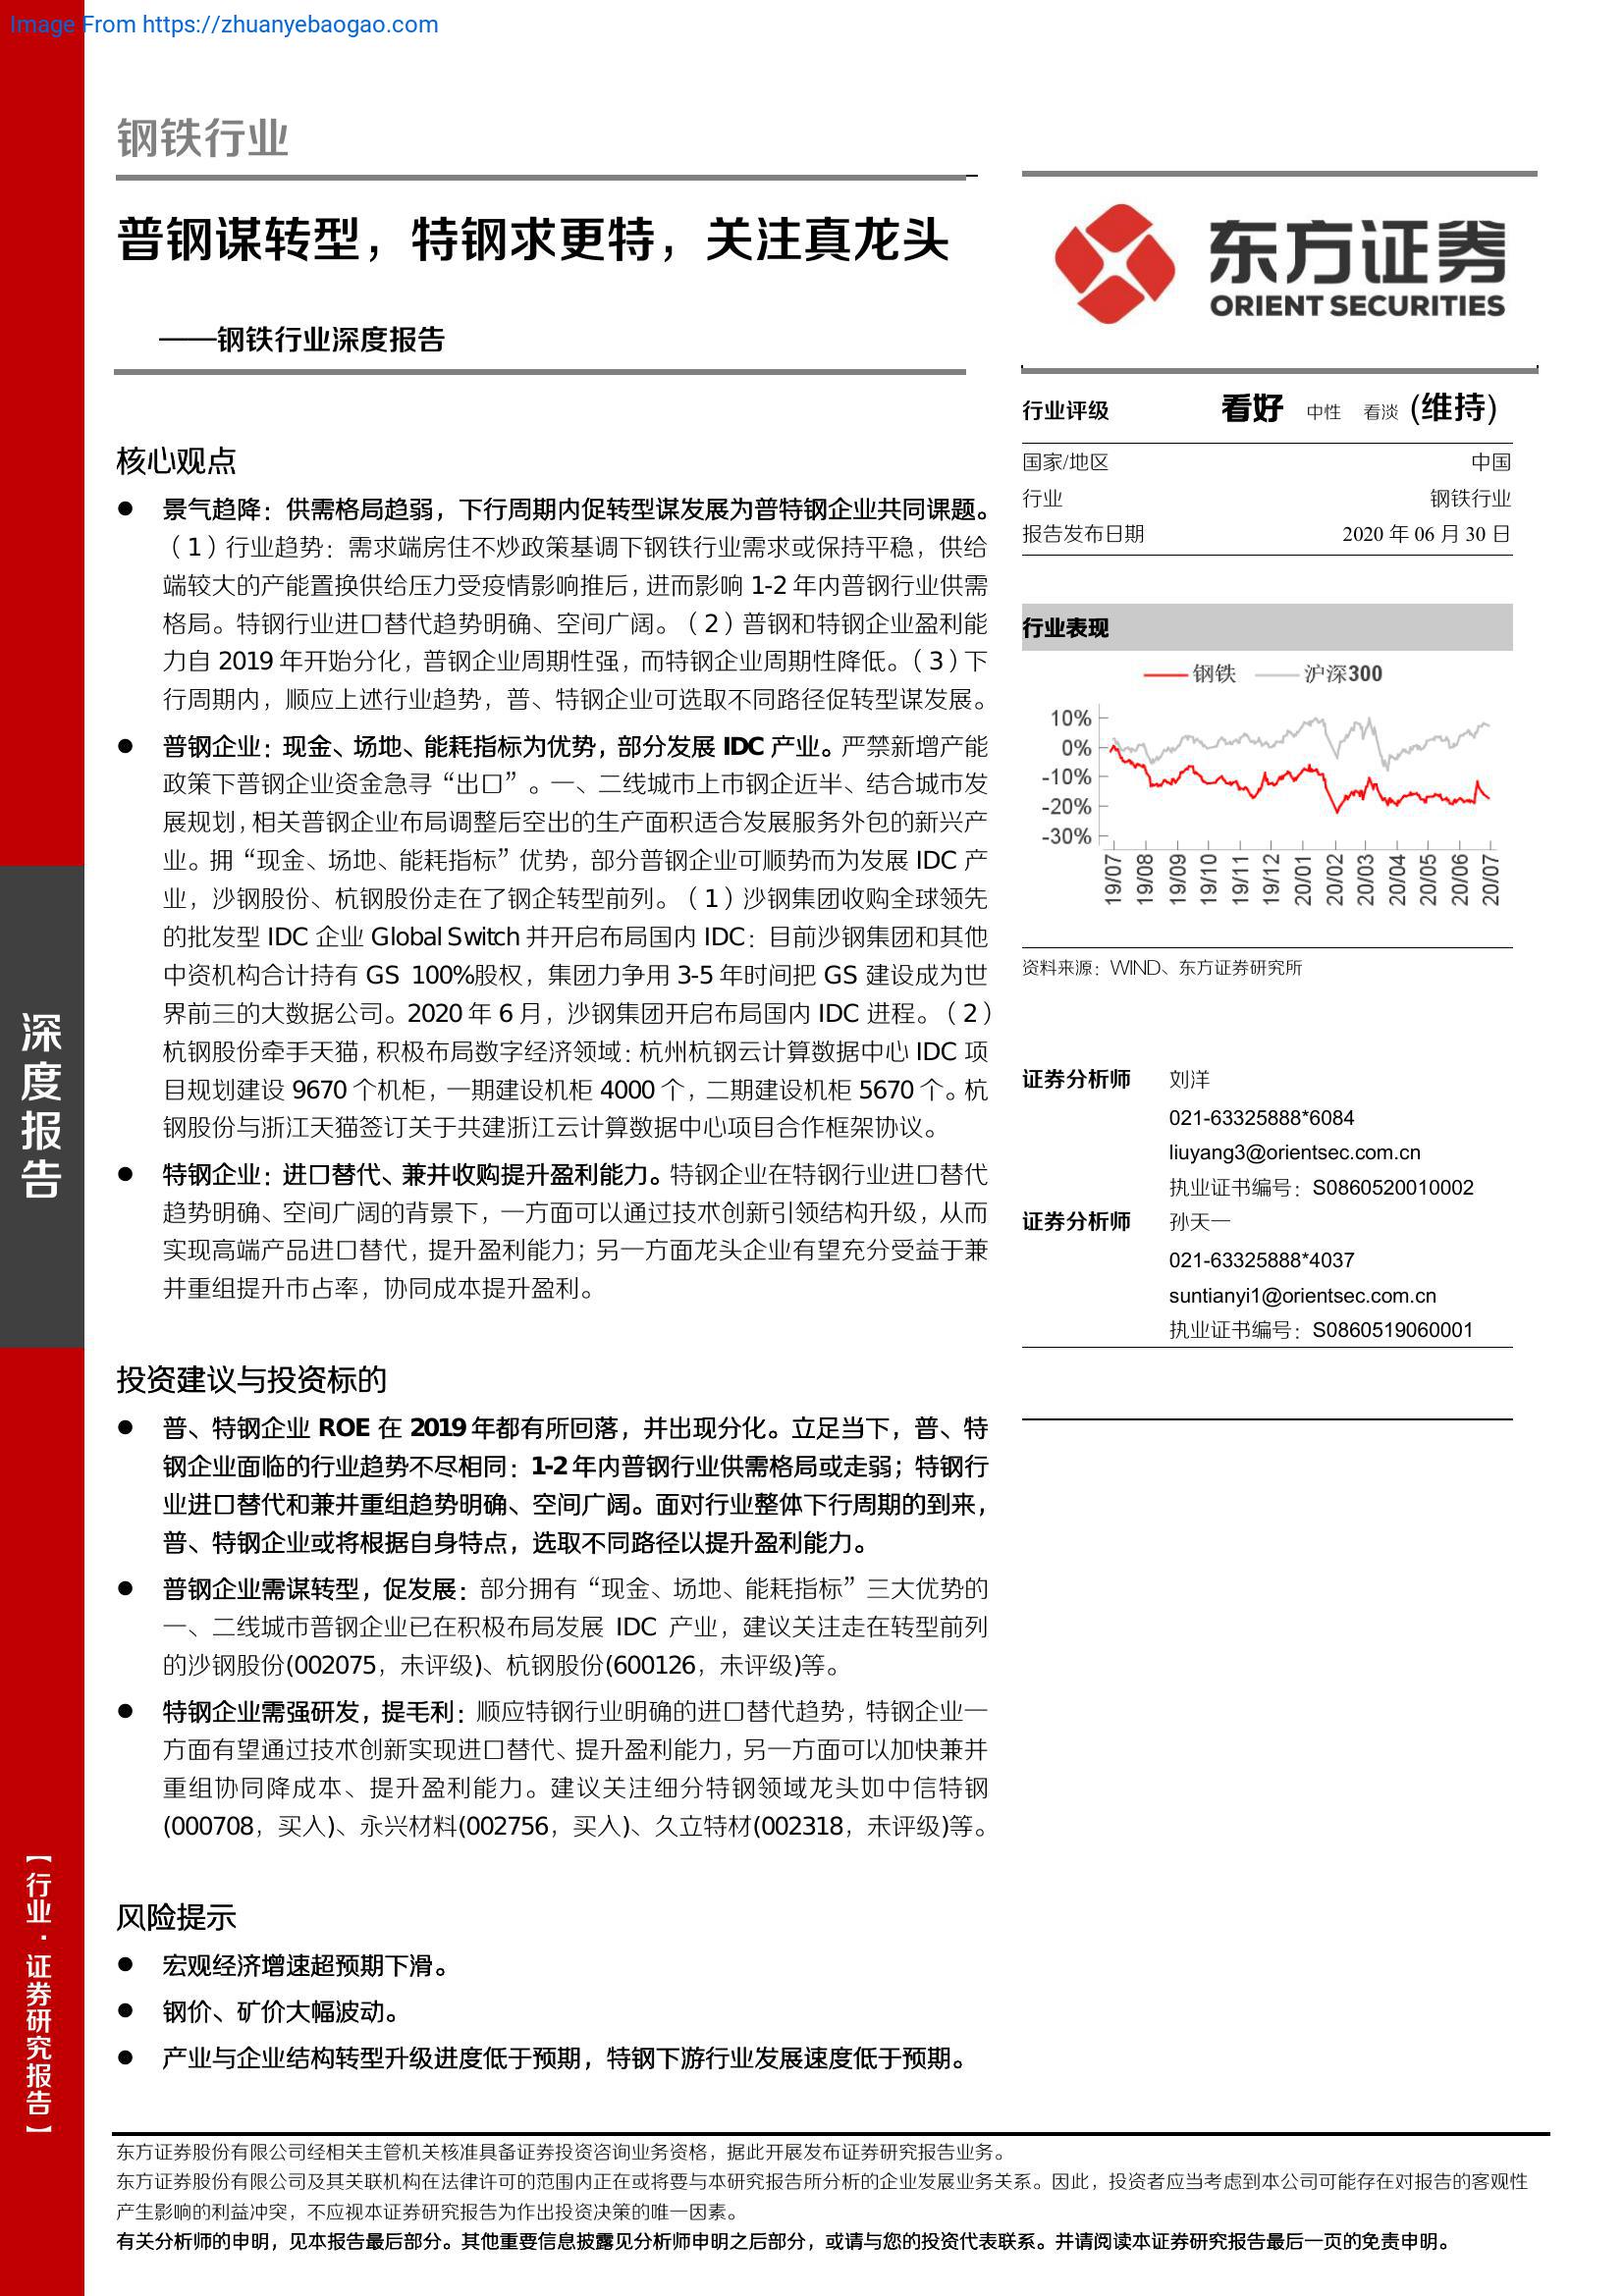 Image From https://zhuanyebaogao.com
钢铁行业
普钢谋转型，特钢求更特，关注真龙头
——钢铁行业深度报告
核心观点
● 景气趋降：供需格局趋弱，下行周期内促转型谋发展为普特钢企业共同课题。
（1）行业趋势：需求端房住不炒政策基调下钢铁行业需求或保持平稳，供给
端较大的产能置换供给压力受疫情影响推后，进而影响 1-2 年内普钢行业供需
格局。特钢行业进口替代趋势明确、空间广阔。（2）普钢和特钢企业盈利能
力自 2019 年开始分化，普钢企业周期性强，而特钢企业周期性降低。（3）下
行周期内，顺应上述行业趋势，普、特钢企业可选取不同路径促转型谋发展。
● 普钢企业：现金、场地、能耗指标为优势，部分发展 IDC 产业。严禁新增产能
政策下普钢企业资金急寻“出口”。一、二线城市上市钢企近半、结合城市发
展规划，相关普钢企业布局调整后空出的生产面积适合发展服务外包的新兴产
业。拥“现金、场地、能耗指标”优势，部分普钢企业可顺势而为发展 IDC 产
业，沙钢股份、杭钢股份走在了钢企转型前列。（1）沙钢集团收购全球领先
的批发型 IDC 企业 Global Switch 并开启布局国内 IDC：目前沙钢集团和其他
中资机构合计持有 GS 100%股权，集团力争用 3-5 年时间把 GS 建设成为世
界前三的大数据公司。2020 年 6 月，沙钢集团开启布局国内 IDC 进程。（2）
杭钢股份牵手天猫，积极布局数字经济领域：杭州杭钢云计算数据中心 IDC 项
目规划建设 9670 个机柜，一期建设机柜 4000 个，二期建设机柜 5670 个。杭
钢股份与浙江天猫签订关于共建浙江云计算数据中心项目合作框架协议。
● 特钢企业：进口替代、兼并收购提升盈利能力。特钢企业在特钢行业进口替代
趋势明确、空间广阔的背景下，一方面可以通过技术创新引领结构升级，从而
实现高端产品进口替代，提升盈利能力；另一方面龙头企业有望充分受益于兼
并重组提升市占率，协同成本提升盈利。
投资建议与投资标的
● 普、特钢企业 ROE 在 2019 年都有所回落，并出现分化。立足当下，普、特
钢企业面临的行业趋势不尽相同：1-2 年内普钢行业供需格局或走弱；特钢行
业进口替代和兼并重组趋势明确、空间广阔。面对行业整体下行周期的到来，
普、特钢企业或将根据自身特点，选取不同路径以提升盈利能力。
● 普钢企业需谋转型，促发展：部分拥有“现金、场地、能耗指标”三大优势的
一、二线城市普钢企业已在积极布局发展 IDC 产业，建议关注走在转型前列
的沙钢股份(002075，未评级)、杭钢股份(600126，未评级)等。
● 特钢企业需强研发，提毛利：顺应特钢行业明确的进口替代趋势，特钢企业一
方面有望通过技术创新实现进口替代、提升盈利能力，另一方面可以加快兼并
重组协同降成本、提升盈利能力。建议关注细分特钢领域龙头如中信特钢
(000708，买入)、永兴材料(002756，买入)、久立特材(002318，未评级)等。
风险提示
● 宏观经济增速超预期下滑。
● 钢价、矿价大幅波动。
● 产业与企业结构转型升级进度低于预期，特钢下游行业发展速度低于预期。
东方证券
ORIENT SECURITIES
行业评级 看好 中性 看淡 (维持)
国家/地区 中国
行业 钢铁行业
报告发布日期 2020 年 06 月 30 日
行业表现
钢铁 沪深300
10%
0%
-10%
-20%
-30%
19/07 19/08 19/09 19/10 19/11 19/12 20/01 20/02 20/03 20/04 20/05 20/06 20/07
资料来源：WIND、东方证券研究所
证券分析师 刘洋
021-63325888*6084
liuyang3@orientsec.com.cn
执业证书编号：S0860520010002
证券分析师 孙天一
021-63325888*4037
suntianyi1@orientsec.com.cn
执业证书编号：S0860519060001
深度报告
【行业·证券研究报告】
东方证券股份有限公司经相关主管机关核准具备证券投资咨询业务资格，据此开展发布证券研究报告业务。
东方证券股份有限公司及其关联机构在法律许可的范围内正在或将要与本研究报告所分析的企业发展业务关系。因此，投资者应当考虑到本公司可能存在对报告的客观性
产生影响的利益冲突，不应视本证券研究报告为作出投资决策的唯一因素。
有关分析师的申明，见本报告最后部分。其他重要信息披露见分析师申明之后部分，或请与您的投资代表联系。并请阅读本证券研究报告最后一页的免责申明。